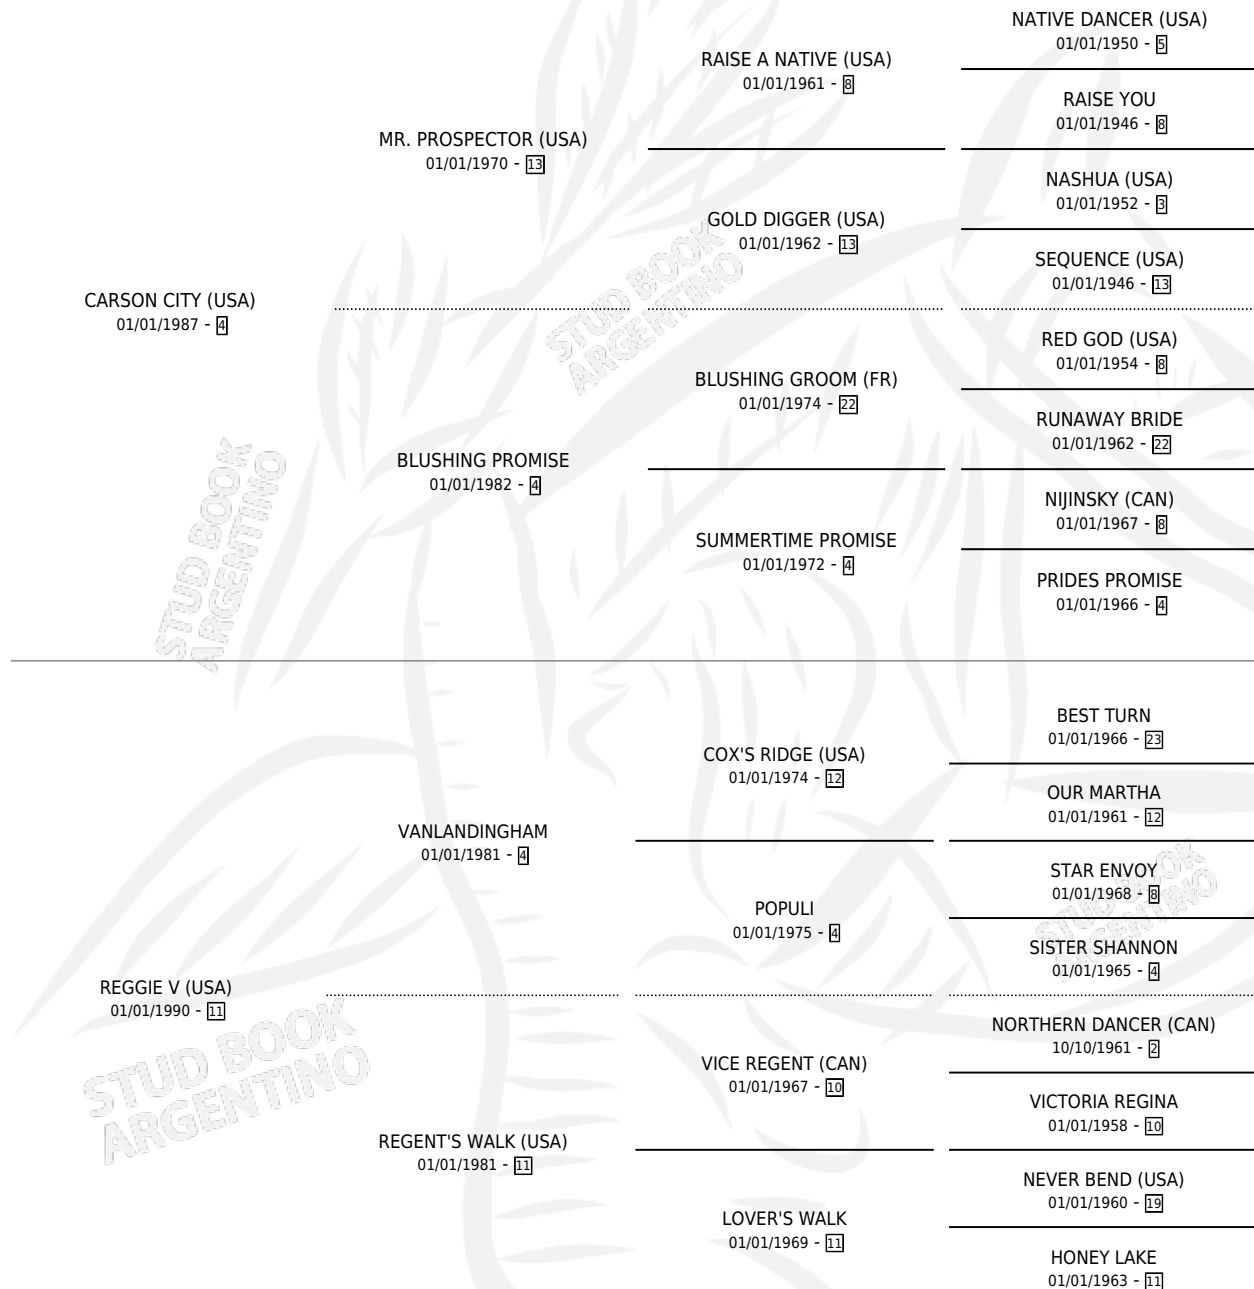 NATIVE DANCER (USA)
01/01/1950 - 5
RAISE A NATIVE (USA)
01/01/1961 - 8
RAISE YOU
01/01/1946 - 8
MR. PROSPECTOR (USA)
01/01/1970 - 13
NASHUA (USA)
01/01/1952 - 3
GOLD DIGGER (USA)
01/01/1962 - 13
SEQUENCE (USA)
01/01/1946 - 13
CARSON CITY (USA)
01/01/1987 - 4
STUD BOOK
ARGENTINO
RED GOD (USA)
01/01/1954 - 8
BLUSHING GROOM (FR)
01/01/1974 - 22
RUNAWAY BRIDE
01/01/1962 - 22
BLUSHING PROMISE
01/01/1982 - 4
NIJINSKY (CAN)
01/01/1967 - 8
SUMMERTIME PROMISE
01/01/1972 - 4
PRIDES PROMISE
01/01/1966 - 4
STUD BOOK
ARGENTINO
BEST TURN
01/01/1966 - 23
COX'S RIDGE (USA)
01/01/1974 - 12
OUR MARTHA
01/01/1961 - 12
VANLANDINGHAM
01/01/1981 - 4
STAR ENVOY
01/01/1968 - 8
POPULI
01/01/1975 - 4
SISTER SHANNON
01/01/1965 - 4
STUD BOOK
ARGENTINO
REGGIE V (USA)
01/01/1990 - 11
NORTHERN DANCER (CAN)
10/10/1961 - 2
VICE REGENT (CAN)
01/01/1967 - 10
VICTORIA REGINA
01/01/1958 - 10
STUD BOOK
ARGENTINO
REGENT'S WALK (USA)
01/01/1981 - 11
NEVER BEND (USA)
01/01/1960 - 19
LOVER'S WALK
01/01/1969 - 11
HONEY LAKE
01/01/1963 - 11